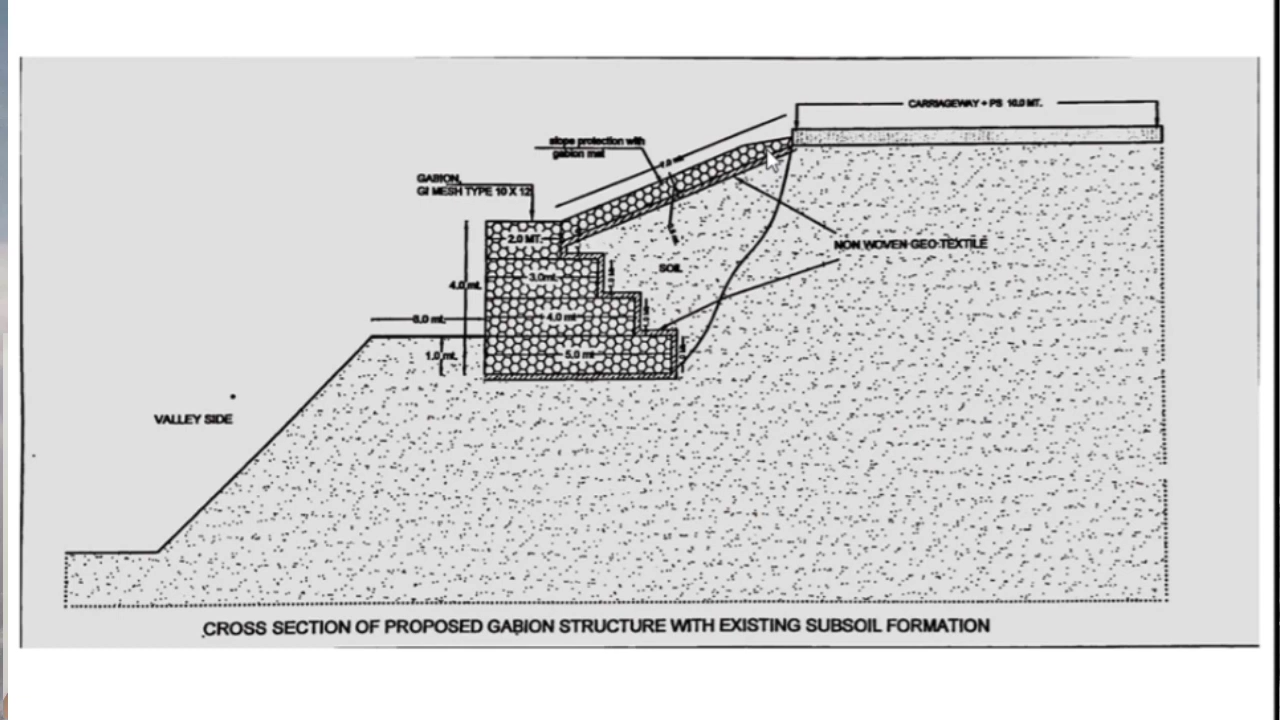 CARRIAGEWAY + PS 10.0 MT.
slope protection with
gabion mat
GABION,
GI MESH TYPE 10 X 12
2.0 MT.
NON WOVEN GEO TEXTILE
SOIL
3.0mt.
4.0 mt.
4.0 mt
1.0 mt.
5.0 mt
VALLEY SIDE
CROSS SECTION OF PROPOSED GABION STRUCTURE WITH EXISTING SUBSOIL FORMATION